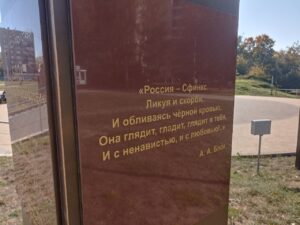 «Россия – Сфинкс.
Ликуя и скорбя,
И обливаясь чёрной кровью,
Она глядит, глядит, глядит в тебя,
И с ненавистью, и с любовью!..»
А. А. Блок